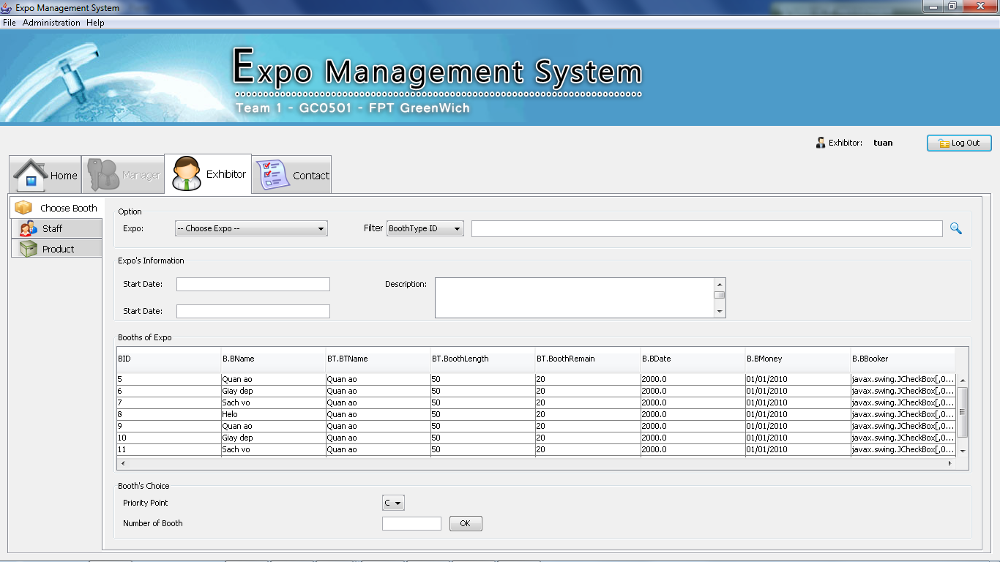 Expo Management System
File Administration Help
Expo Management System
Team 1 - GC0501 - FPT GreenWich
Exhibitor: tuan Log Out
Home Manager Exhibitor Contact
Choose Booth
Staff
Product
Option
Expo: -- Choose Expo -- Filter BoothType ID
Expo's Information
Start Date: Description:
Start Date:
Booths of Expo
BID B.BName BT.BTName BT.BoothLength BT.BoothRemain B.BDate B.BMoney B.BBooker
5 Quan ao Quan ao 50 20 2000.0 01/01/2010 javax.swing.JCheckBox[,0...
6 Giay dep Quan ao 50 20 2000.0 01/01/2010 javax.swing.JCheckBox[,0...
7 Sach vo Quan ao 50 20 2000.0 01/01/2010 javax.swing.JCheckBox[,0...
8 Helo Quan ao 50 20 2000.0 01/01/2010 javax.swing.JCheckBox[,0...
9 Quan ao Quan ao 50 20 2000.0 01/01/2010 javax.swing.JCheckBox[,0...
10 Giay dep Quan ao 50 20 2000.0 01/01/2010 javax.swing.JCheckBox[,0...
11 Sach vo Quan ao 50 20 2000.0 01/01/2010 javax.swing.JCheckBox[,0...
Booth's Choice
Priority Point C
Number of Booth OK